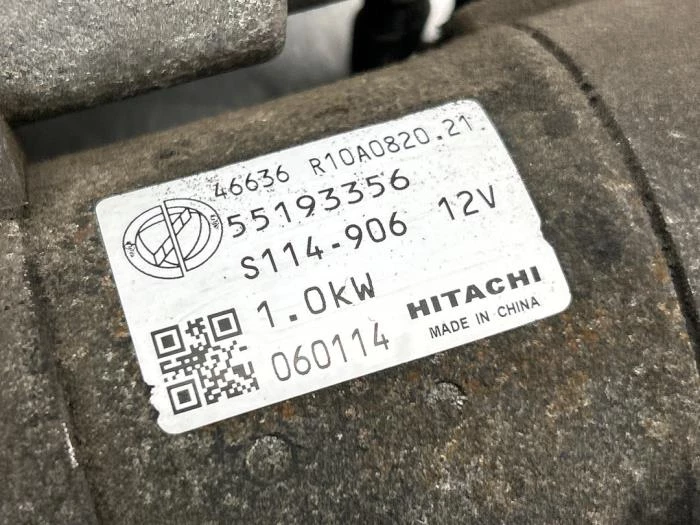 46636 R10A0820.21.
55193356
S114-906 12V
1.0KW
060114
HITACHI
MADE IN CHINA